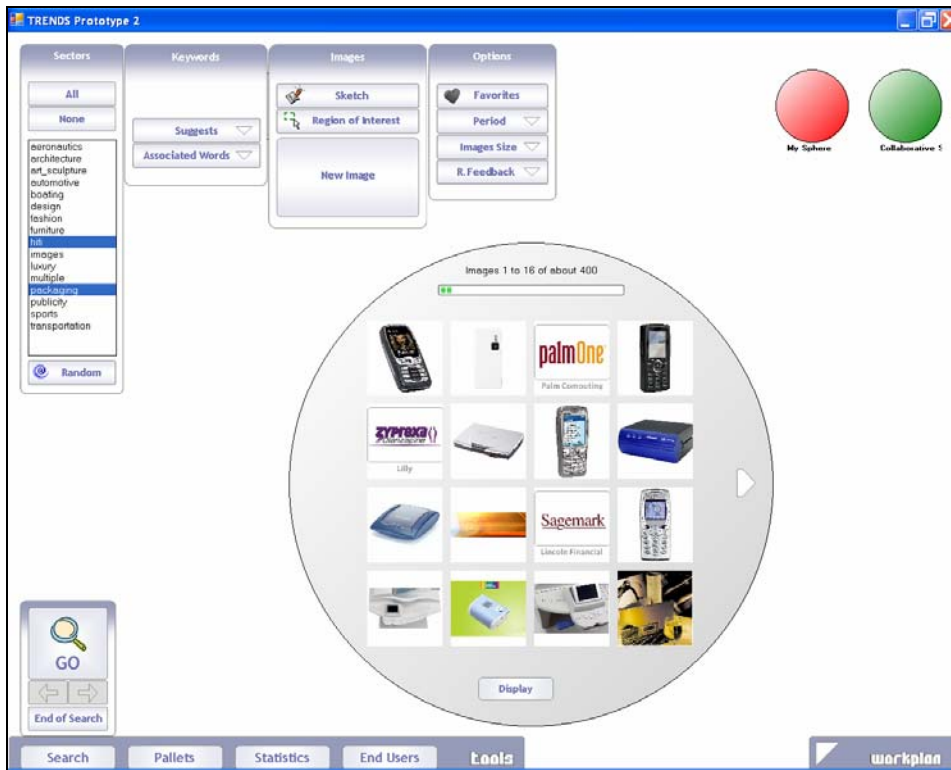 TRENDS Prototype 2
Sectors
All
None
aeronautics
architecture
art_sculpture
automotive
boating
design
fashion
furniture
hifi
images
luxury
multiple
packaging
publicity
sports
transportation
Random
Keywords
Suggests
Associated Words
Images
Sketch
Region of Interest
New Image
Options
Favorites
Period
Images Size
R.Feedback
My Sphere
Collaborative S
Images 1 to 16 of about 400
palmOne
Palm Computing
ZYPREXA
Lilly
Sagemark
Lincoln Financial
Display
GO
End of Search
Search
Pallets
Statistics
End Users
tools
workplan